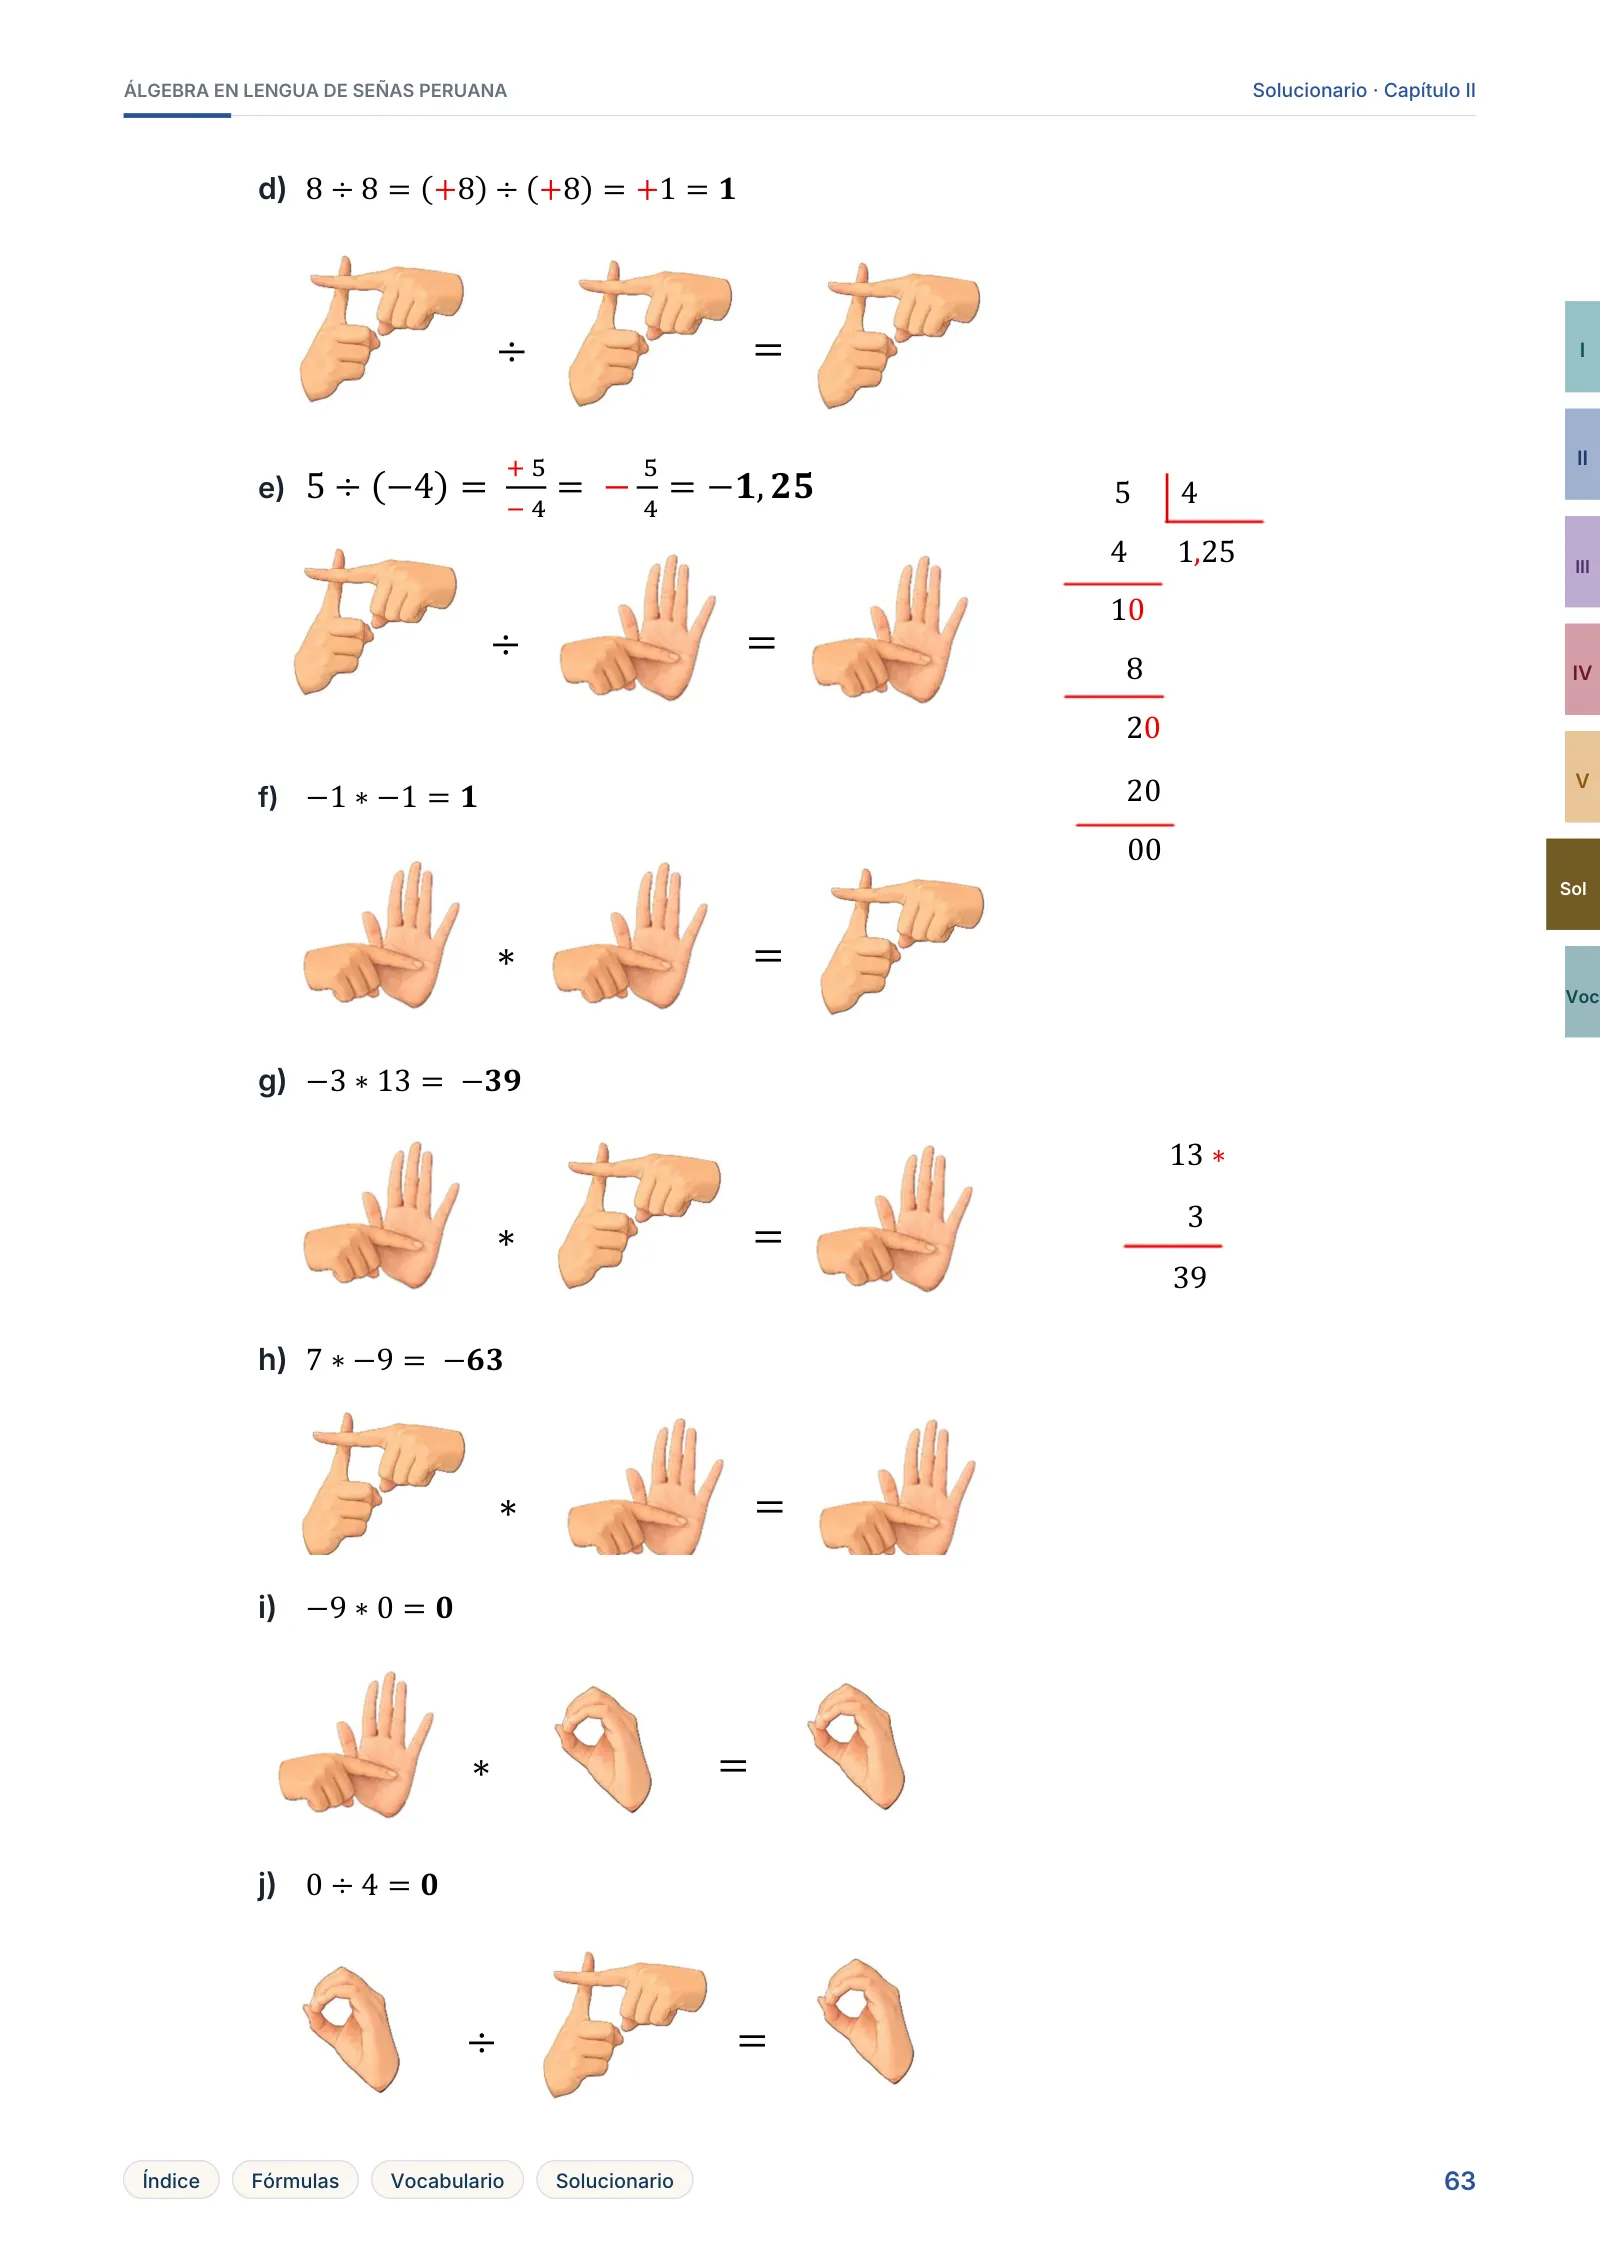 ÁLGEBRA EN LENGUA DE SEÑAS PERUANA
Solucionario · Capítulo II
d) 8 ÷ 8 = (+8) ÷ (+8) = +1 = 1
÷ =
e) 5 ÷ (−4) = +5/−4 = −5/4 = −1,25
÷ =
5 4
4 1,25
10
8
20
20
00
f) −1 ∗ −1 = 1
∗ =
g) −3 ∗ 13 = −39
∗ =
13 ∗
3
39
h) 7 ∗ −9 = −63
∗ =
i) −9 ∗ 0 = 0
∗ =
j) 0 ÷ 4 = 0
÷ =
I
II
III
IV
V
Sol
Voc
Índice Fórmulas Vocabulario Solucionario
63